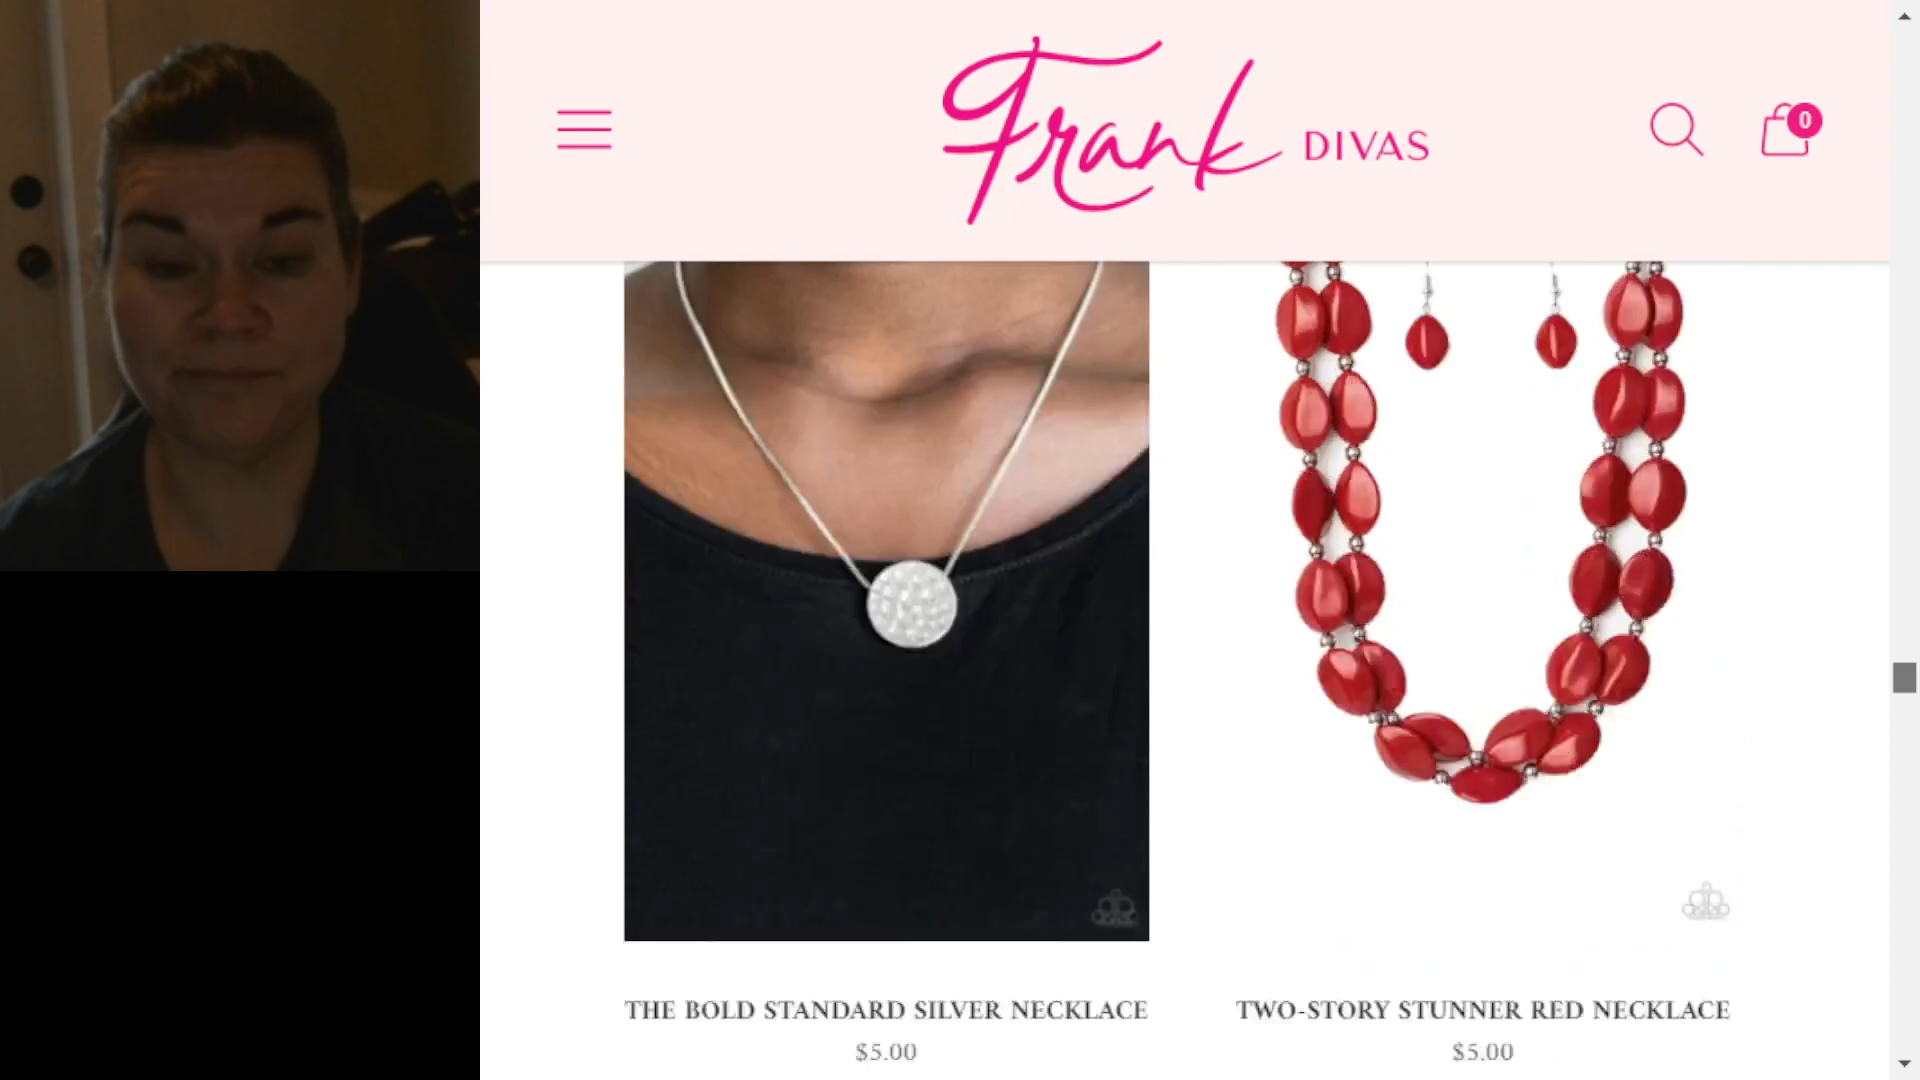 Frank DIVAS
0
THE BOLD STANDARD SILVER NECKLACE
$5.00
TWO-STORY STUNNER RED NECKLACE
$5.00